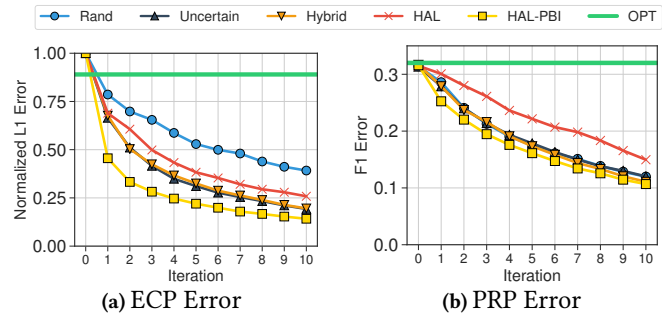 Rand Uncertain Hybrid HAL HAL-PBI OPT
Normalized L1 Error
1.00
0.75
0.50
0.25
0.00
0 1 2 3 4 5 6 7 8 9 10
Iteration
(a) ECP Error
F1 Error
0.3
0.2
0.1
0.0
0 1 2 3 4 5 6 7 8 9 10
Iteration
(b) PRP Error